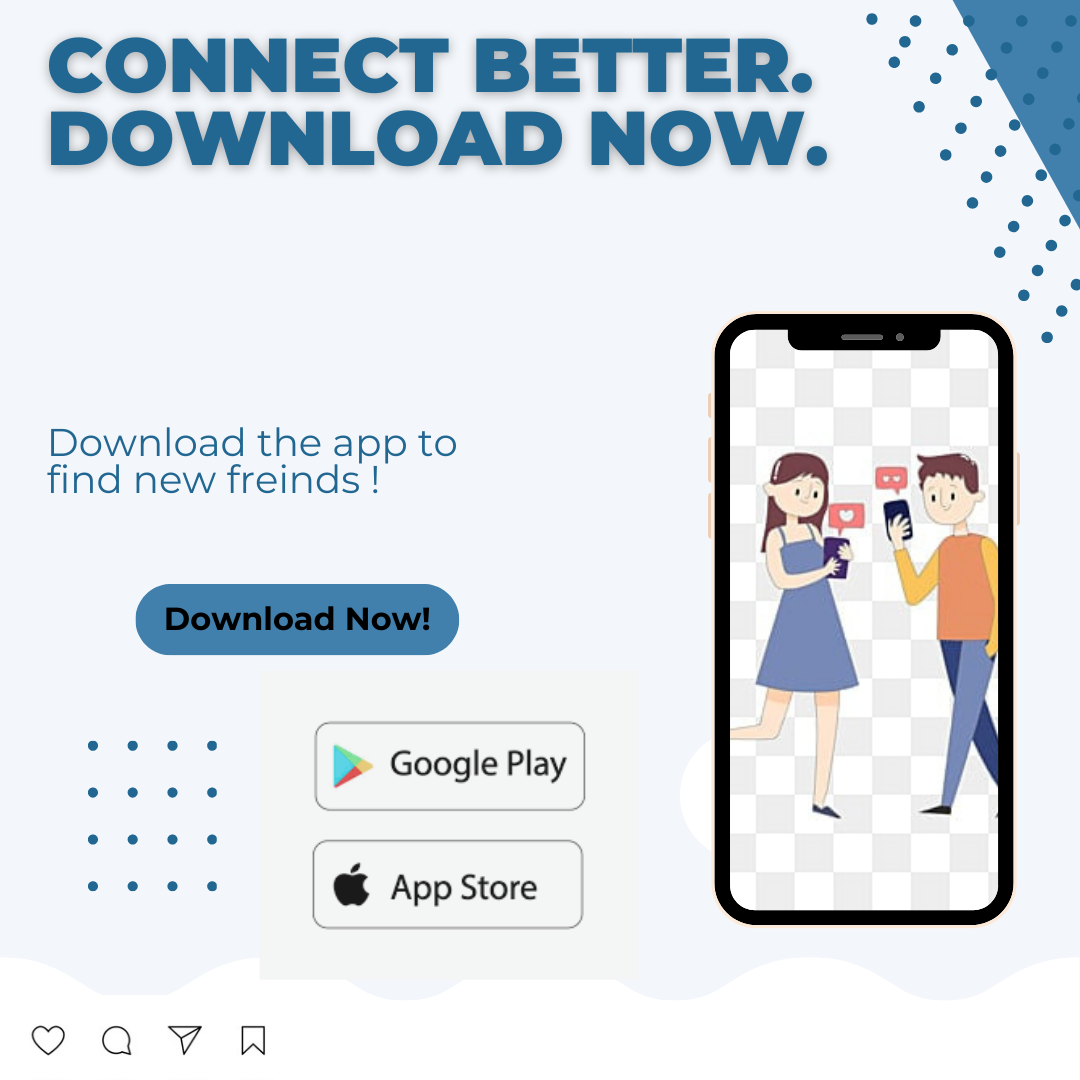 CONNECT BETTER.
DOWNLOAD NOW.
Download the app to
find new freinds !
Download Now!
Google Play
App Store